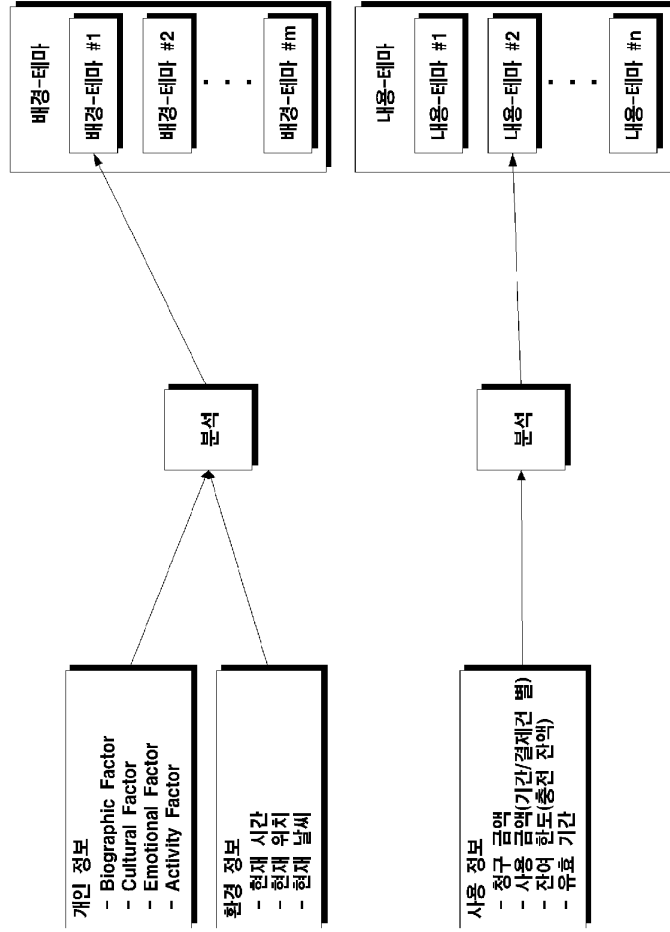 개인 정보
- Biographic Factor
- Cultural Factor
- Emotional Factor
- Activity Factor
환경 정보
- 현재 시간
- 현재 위치
- 현재 날씨
분석
배경-테마
배경-테마 #1
배경-테마 #2
. . .
배경-테마 #m
사용 정보
- 청구 금액
- 사용 금액(기간/결제건 별)
- 잔여 한도(충전 잔액)
- 유효 기간
분석
내용-테마
내용-테마 #1
내용-테마 #2
. . .
내용-테마 #n